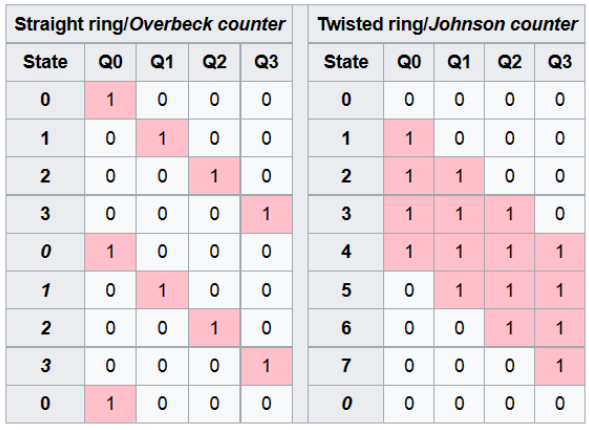 Straight ring/Overbeck counter Twisted ring/Johnson counter
State Q0 Q1 Q2 Q3 State Q0 Q1 Q2 Q3
0 1 0 0 0 0 0 0 0 0
1 0 1 0 0 1 1 0 0 0
2 0 0 1 0 2 1 1 0 0
3 0 0 0 1 3 1 1 1 0
0 1 0 0 0 4 1 1 1 1
1 0 1 0 0 5 0 1 1 1
2 0 0 1 0 6 0 0 1 1
3 0 0 0 1 7 0 0 0 1
0 1 0 0 0 0 0 0 0 0